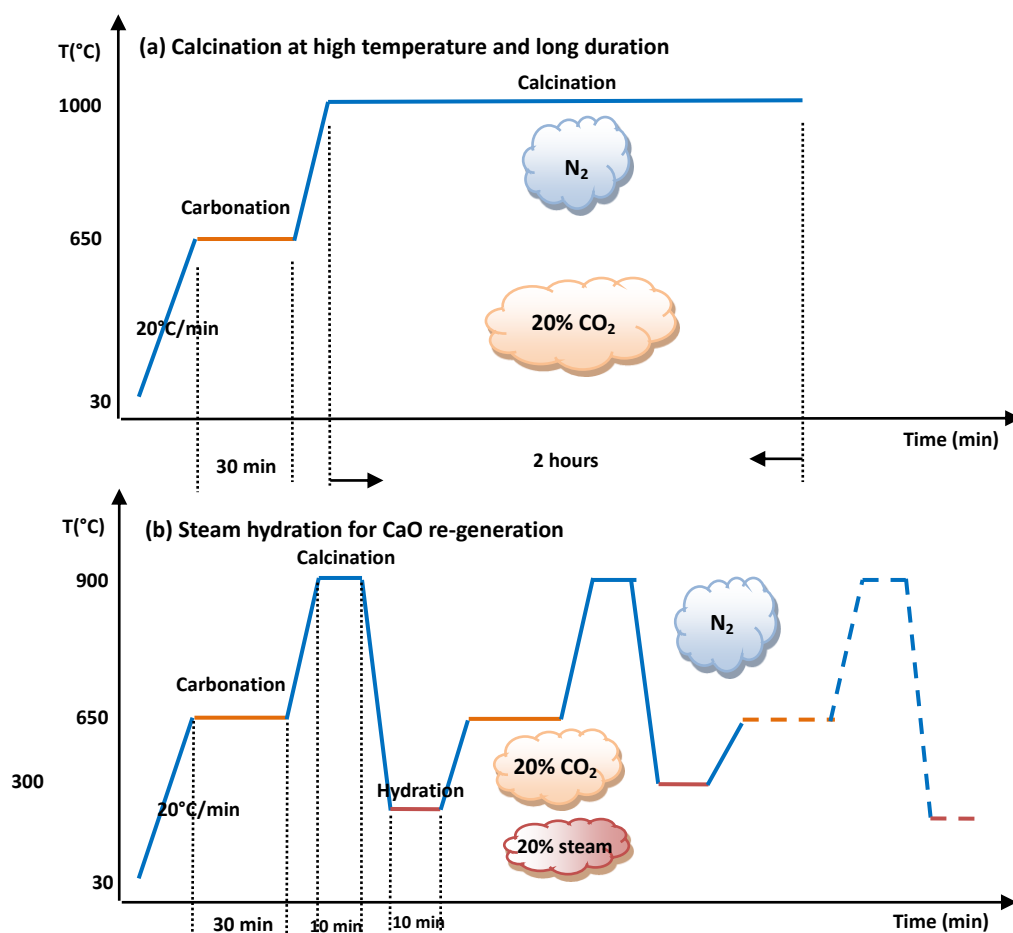 (a) Calcination at high temperature and long duration
T(°C)
Calcination
1000
N₂
Carbonation
650
20% CO₂
20°C/min
30
Time (min)
30 min
2 hours
(b) Steam hydration for CaO re-generation
T(°C)
Calcination
900
N₂
Carbonation
650
20% CO₂
300
Hydration
20°C/min
20% steam
30
30 min
10 min
10 min
Time (min)